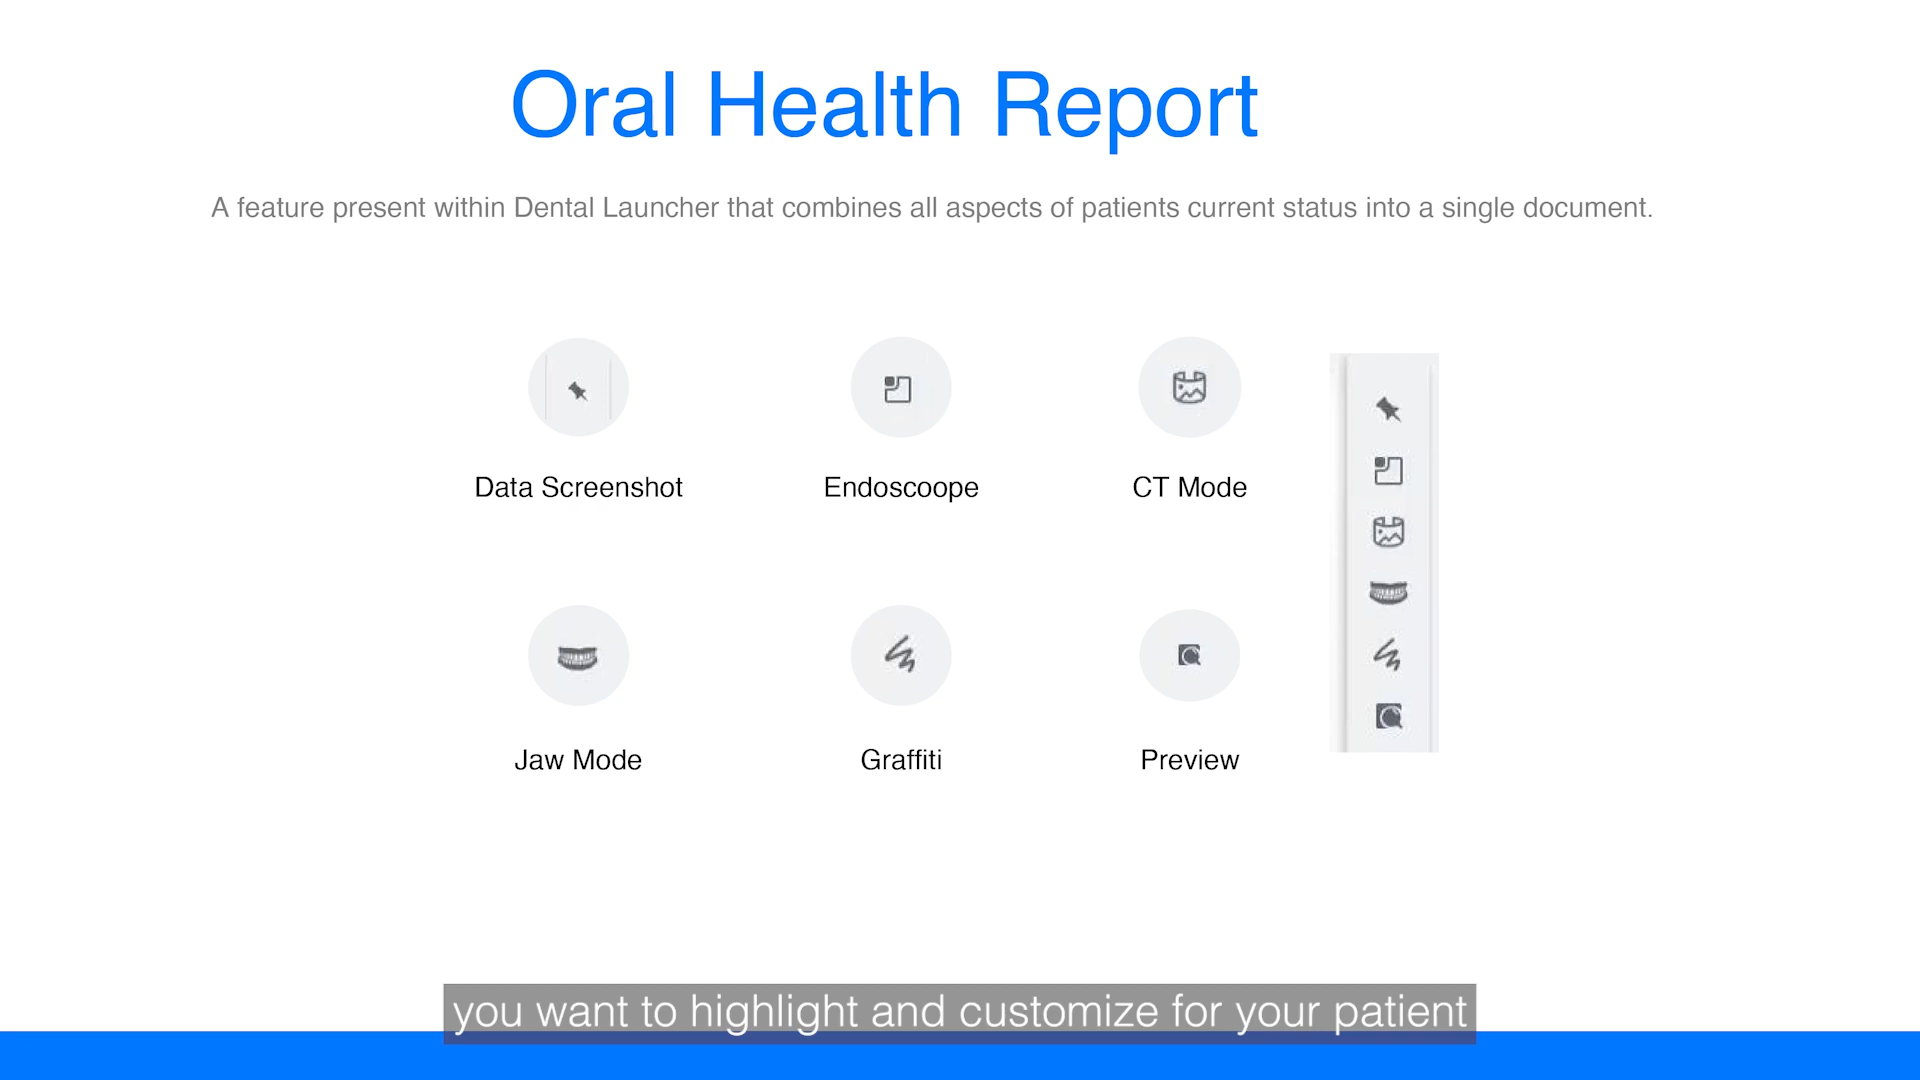 Oral Health Report
A feature present within Dental Launcher that combines all aspects of patients current status into a single document.
Data Screenshot
Endoscoope
CT Mode
Jaw Mode
Graffiti
Preview
you want to highlight and customize for your patient